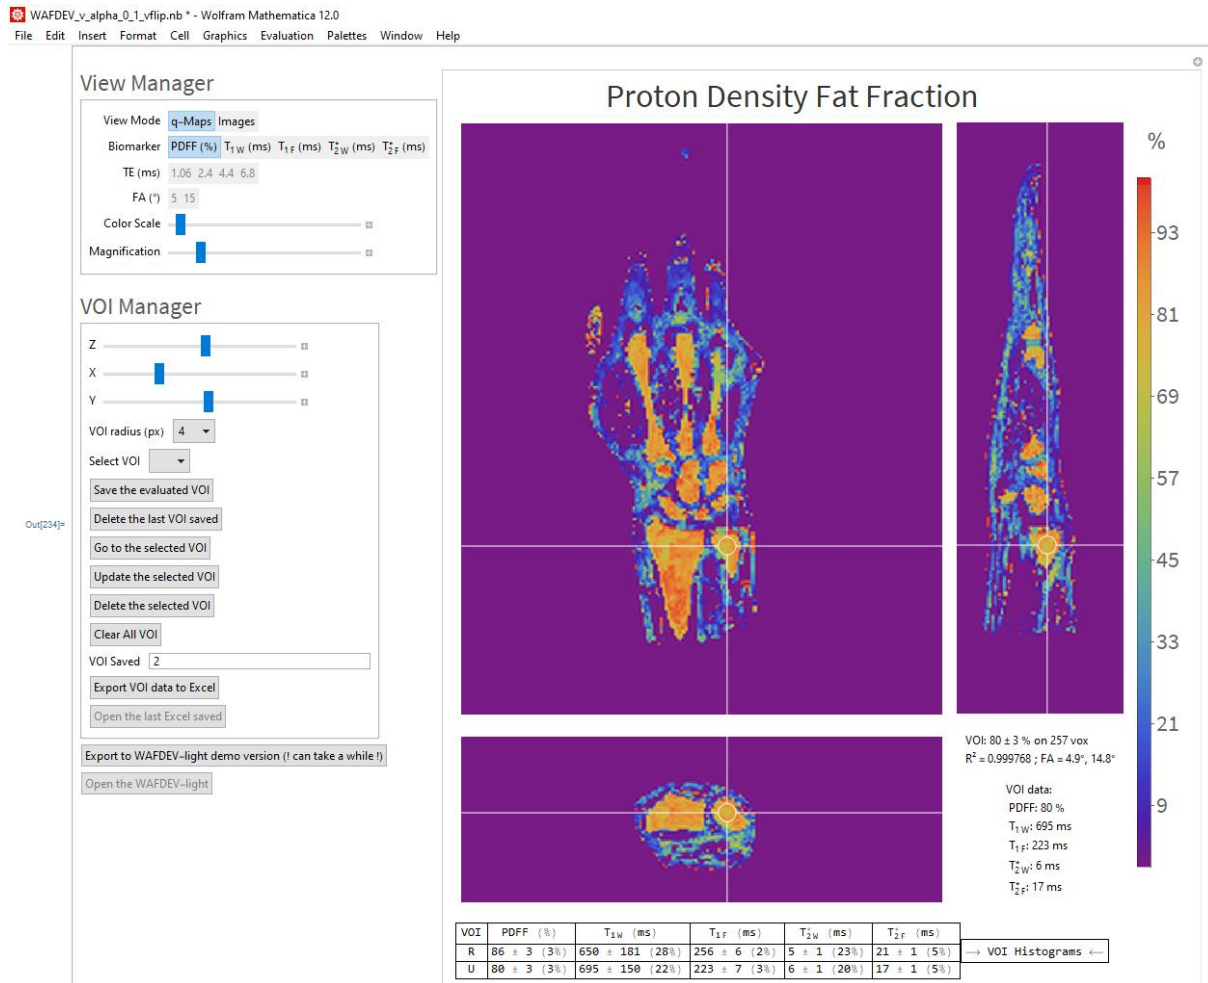 WAFDEV_v_alpha_0_1_vflip.nb * - Wolfram Mathematica 12.0
File Edit Insert Format Cell Graphics Evaluation Palettes Window Help
View Manager
View Mode q-Maps Images
Biomarker PDFF (%) T1W (ms) T1F (ms) T*2W (ms) T*2F (ms)
TE (ms) 1.06 2.4 4.4 6.8
FA (°) 5 15
Color Scale
Magnification
VOI Manager
Z
X
Y
VOI radius (px) 4
Select VOI
Save the evaluated VOI
Delete the last VOI saved
Go to the selected VOI
Update the selected VOI
Delete the selected VOI
Clear All VOI
VOI Saved 2
Export VOI data to Excel
Open the last Excel saved
Export to WAFDEV-light demo version (! can take a while !)
Open the WAFDEV-light
Out[234]=
Proton Density Fat Fraction
%
93
81
69
57
45
33
21
9
VOI: 80 ± 3 % on 257 vox
R² = 0.999768 ; FA = 4.9°, 14.8°
VOI data:
PDFF: 80 %
T1W: 695 ms
T1F: 223 ms
T*2W: 6 ms
T*2F: 17 ms
VOI PDFF (%) T1W (ms) T1F (ms) T*2W (ms) T*2F (ms)
R 86 ± 3 (3%) 650 ± 181 (28%) 256 ± 6 (2%) 5 ± 1 (23%) 21 ± 1 (5%)
U 80 ± 3 (3%) 695 ± 150 (22%) 223 ± 7 (3%) 6 ± 1 (20%) 17 ± 1 (5%)
→ VOI Histograms ←